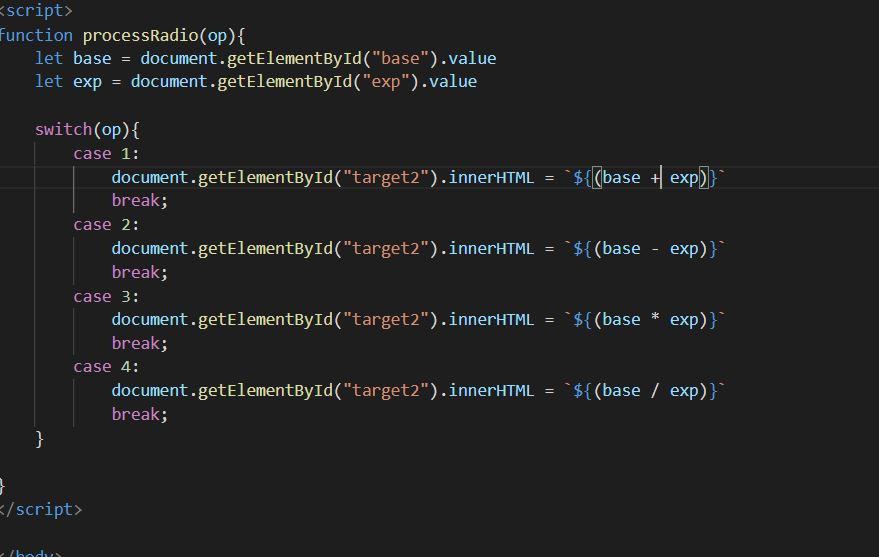 <script>
function processRadio(op){
let base = document.getElementById("base").value
let exp = document.getElementById("exp").value
switch(op){
case 1:
document.getElementById("target2").innerHTML = `${(base + exp)}`
break;
case 2:
document.getElementById("target2").innerHTML = `${(base - exp)}`
break;
case 3:
document.getElementById("target2").innerHTML = `${(base * exp)}`
break;
case 4:
document.getElementById("target2").innerHTML = `${(base / exp)}`
break;
}
}
</script>
</body>